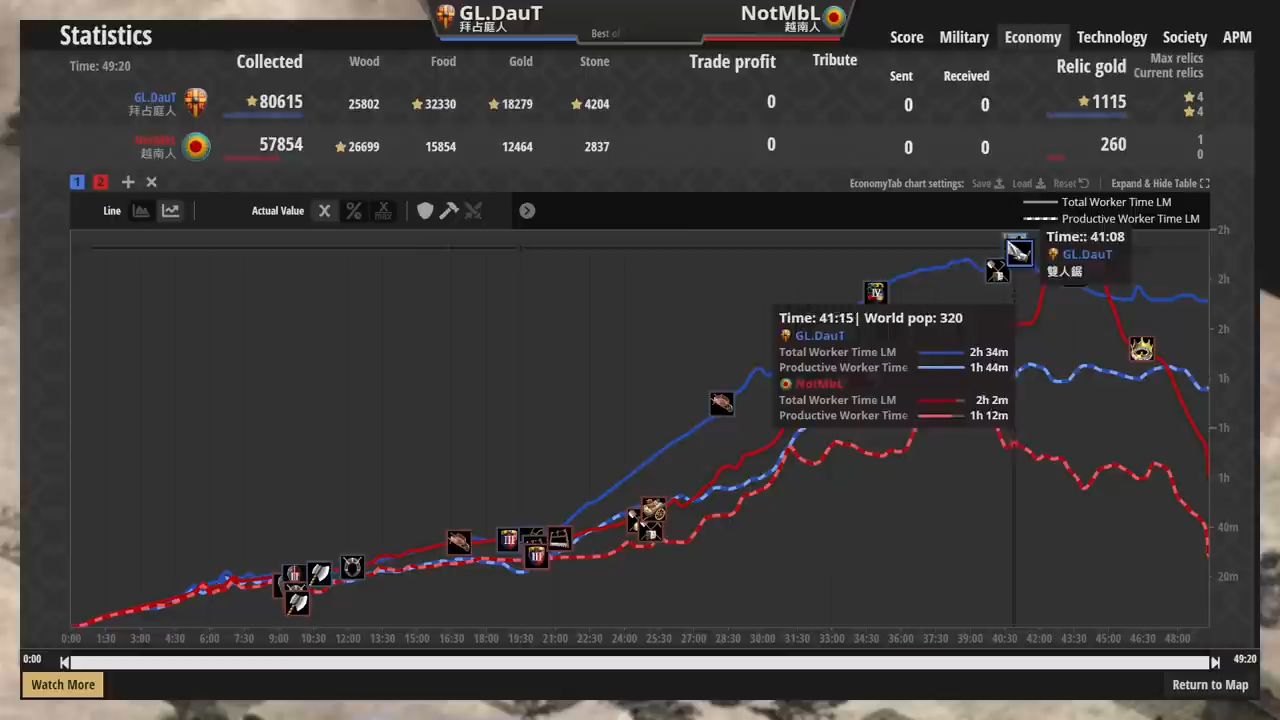 GL.DauT
拜占庭人
Best of
NotMbL
越南人
Statistics
Score Military Economy Technology Society APM
Time: 49:20
Collected Wood Food Gold Stone Trade profit Tribute Sent Received Relic gold Max relics Current relics
GL.DauT 80615 25802 32330 18279 4204 0 0 0 1115 4
拜占庭人 4
NotMbL 57854 26699 15854 12464 2837 0 0 0 260 1
越南人 0
1 2 + ×
EconomyTab chart settings: Save Load Reset Expand & Hide Table
Line Actual Value X % X MAX
Total Worker Time LM
Productive Worker Time LM
2h
Time:: 41:08
GL.DauT
雙人鋸
2h
2h
1h
1h
1h
40m
20m
IV
III
III
Time: 41:15| World pop: 320
GL.DauT
Total Worker Time LM 2h 34m
Productive Worker Time 1h 44m
NotMbL
Total Worker Time LM 2h 2m
Productive Worker Time 1h 12m
0:00 1:30 3:00 4:30 6:00 7:30 9:00 10:30 12:00 13:30 15:00 16:30 18:00 19:30 21:00 22:30 24:00 25:30 27:00 28:30 30:00 31:30 33:00 34:30 36:00 37:30 39:00 40:30 42:00 43:30 45:00 46:30 48:00
0:00 49:20
Watch More Return to Map